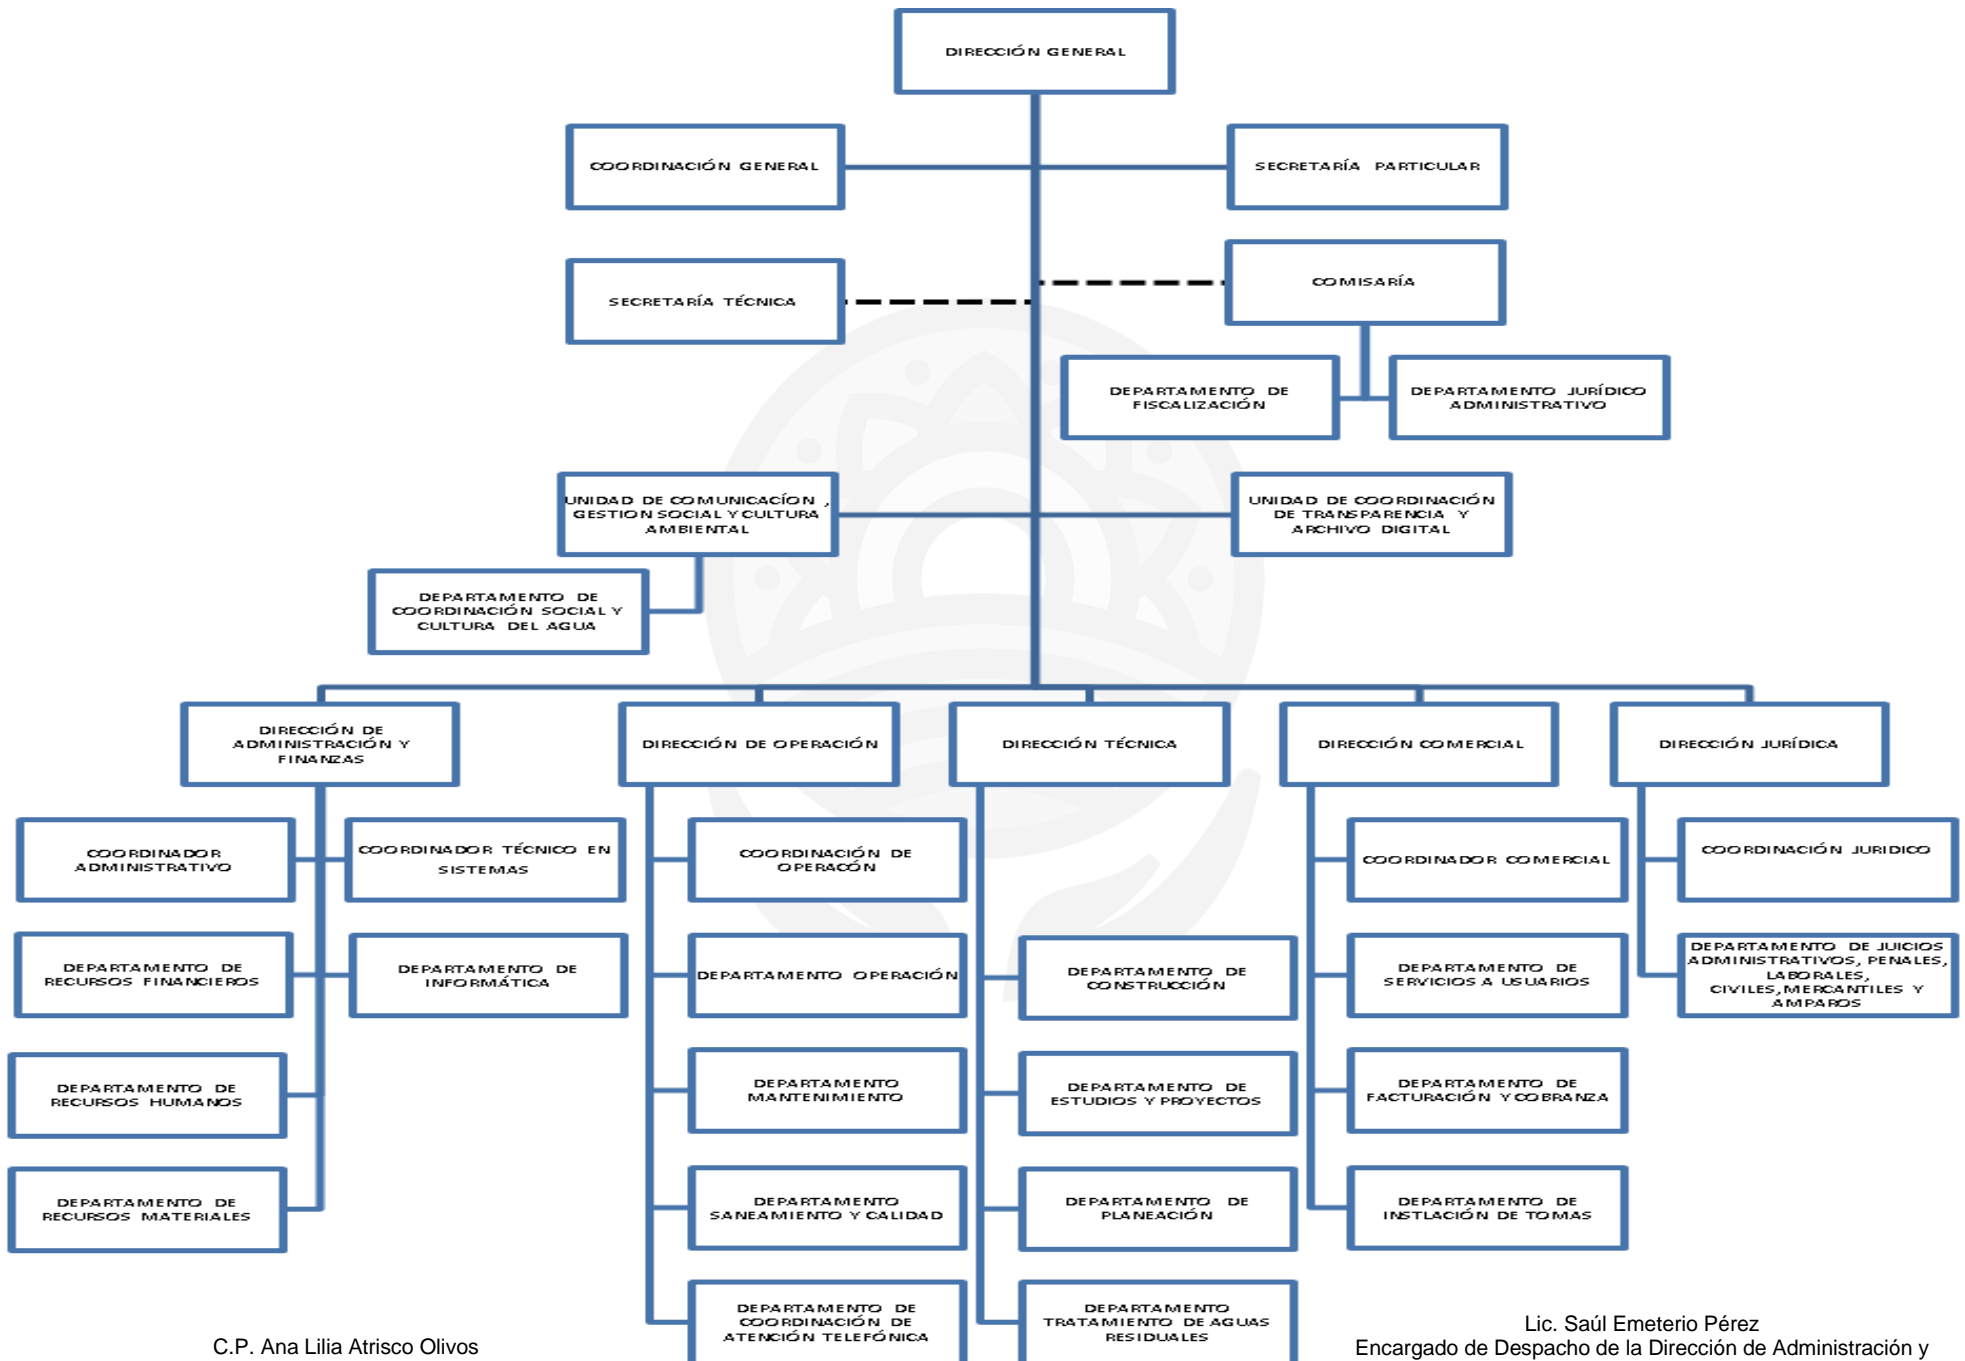 DIRECCIÓN GENERAL
COORDINACIÓN GENERAL
SECRETARÍA PARTICULAR
SECRETARÍA TÉCNICA
COMISARÍA
DEPARTAMENTO DE
FISCALIZACIÓN
DEPARTAMENTO JURÍDICO
ADMINISTRATIVO
UNIDAD DE COMUNICACÍON ,
GESTION SOCIAL Y CULTURA
AMBIENTAL
UNIDAD DE COORDINACIÓN
DE TRANSPARENCIA Y
ARCHIVO DIGITAL
DEPARTAMENTO DE
COORDINACIÓN SOCIAL Y
CULTURA DEL AGUA
DIRECCIÓN DE
ADMINISTRACIÓN Y
FINANZAS
DIRECCIÓN DE OPERACIÓN
DIRECCIÓN TÉCNICA
DIRECCIÓN COMERCIAL
DIRECCIÓN JURÍDICA
COORDINADOR
ADMINISTRATIVO
COORDINADOR TÉCNICO EN
SISTEMAS
COORDINACIÓN DE
OPERACÓN
COORDINADOR COMERCIAL
COORDINACIÓN JURIDICO
DEPARTAMENTO DE
RECURSOS FINANCIEROS
DEPARTAMENTO DE
INFORMÁTICA
DEPARTAMENTO OPERACIÓN
DEPARTAMENTO DE
CONSTRUCCIÓN
DEPARTAMENTO DE
SERVICIOS A USUARIOS
DEPARTAMENTO DE JUICIOS
ADMINISTRATIVOS, PENALES,
LABORALES,
CIVILES,MERCANTILES Y
AMPAROS
DEPARTAMENTO DE
RECURSOS HUMANOS
DEPARTAMENTO
MANTENIMIENTO
DEPARTAMENTO DE
ESTUDIOS Y PROYECTOS
DEPARTAMENTO DE
FACTURACIÓN Y COBRANZA
DEPARTAMENTO DE
RECURSOS MATERIALES
DEPARTAMENTO
SANEAMIENTO Y CALIDAD
DEPARTAMENTO DE
PLANEACIÓN
DEPARTAMENTO DE
INSTLACIÓN DE TOMAS
DEPARTAMENTO DE
COORDINACIÓN DE
ATENCIÓN TELEFÓNICA
DEPARTAMENTO
TRATAMIENTO DE AGUAS
RESIDUALES
C.P. Ana Lilia Atrisco Olivos
Lic. Saúl Emeterio Pérez
Encargado de Despacho de la Dirección de Administración y